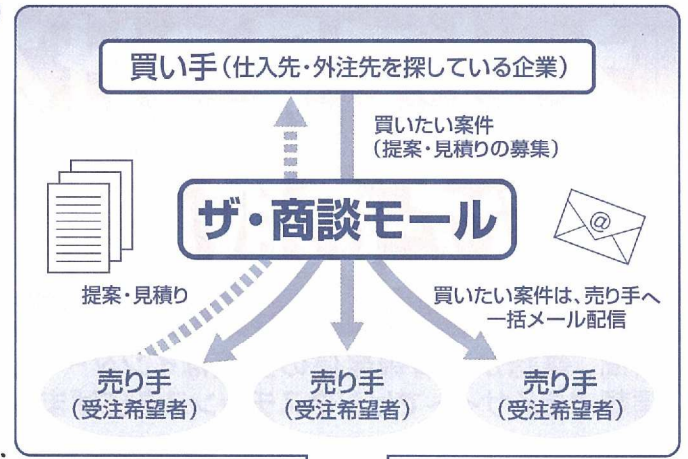 買い手(仕入先・外注先を探している企業)
買いたい案件
(提案・見積りの募集)
ザ・商談モール
@
提案・見積り
買いたい案件は、売り手へ
一括メール配信
売り手
(受注希望者)
売り手
(受注希望者)
売り手
(受注希望者)